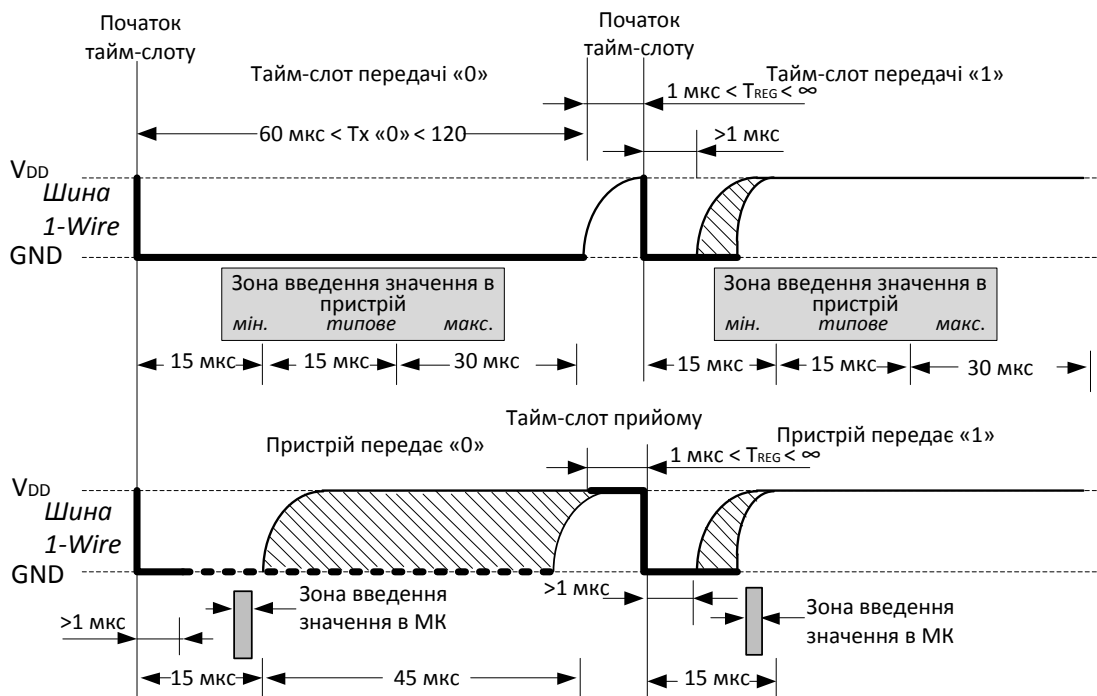 Початок
тайм-слоту
Початок
тайм-слоту
Тайм-слот передачі «0»
Тайм-слот передачі «1»
1 мкс < TREG < ∞
60 мкс < Tx «0» < 120
>1 мкс
VDD
Шина
1-Wire
GND
Зона введення значення в
пристрій
мін. типове макс.
Зона введення значення в
пристрій
мін. типове макс.
15 мкс 15 мкс 30 мкс 15 мкс 15 мкс 30 мкс
Тайм-слот прийому
Пристрій передає «0»
Пристрій передає «1»
1 мкс < TREG < ∞
VDD
Шина
1-Wire
GND
>1 мкс
Зона введення
значення в МК
>1 мкс
Зона введення
значення в МК
15 мкс 45 мкс 15 мкс